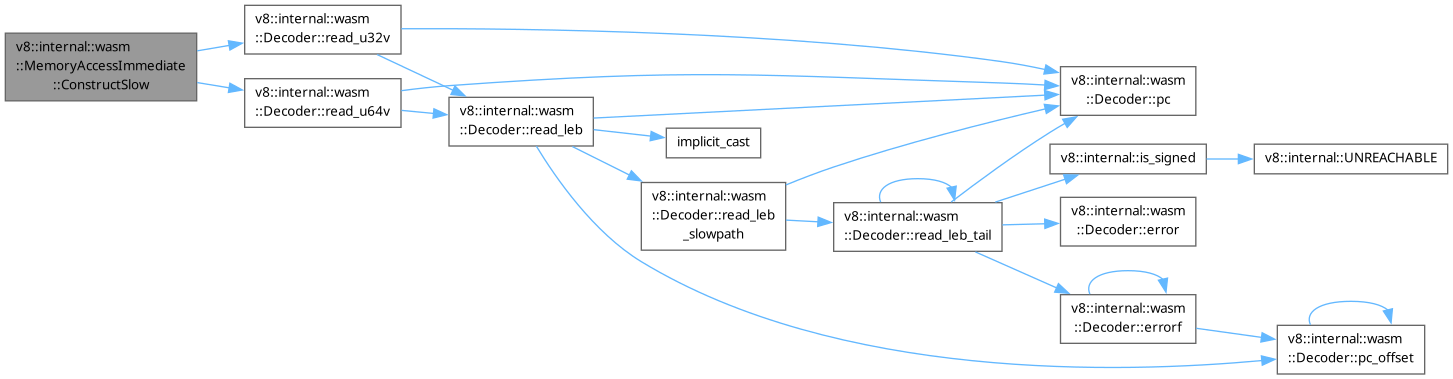 v8::internal::wasm
::MemoryAccessImmediate
::ConstructSlow
v8::internal::wasm
::Decoder::read_u32v
v8::internal::wasm
::Decoder::read_u64v
v8::internal::wasm
::Decoder::read_leb
implicit_cast
v8::internal::wasm
::Decoder::read_leb
_slowpath
v8::internal::wasm
::Decoder::read_leb_tail
v8::internal::wasm
::Decoder::pc
v8::internal::is_signed
v8::internal::UNREACHABLE
v8::internal::wasm
::Decoder::error
v8::internal::wasm
::Decoder::errorf
v8::internal::wasm
::Decoder::pc_offset